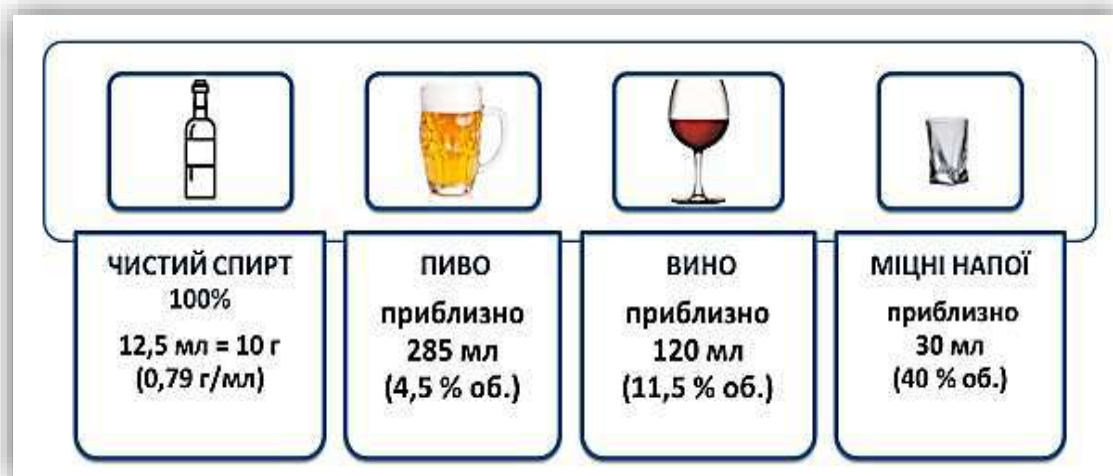 ЧИСТИЙ СПИРТ
100%
12,5 мл = 10 г
(0,79 г/мл)
ПИВО
приблизно
285 мл
(4,5 % об.)
ВИНО
приблизно
120 мл
(11,5 % об.)
МІЦНІ НАПОЇ
приблизно
30 мл
(40 % об.)